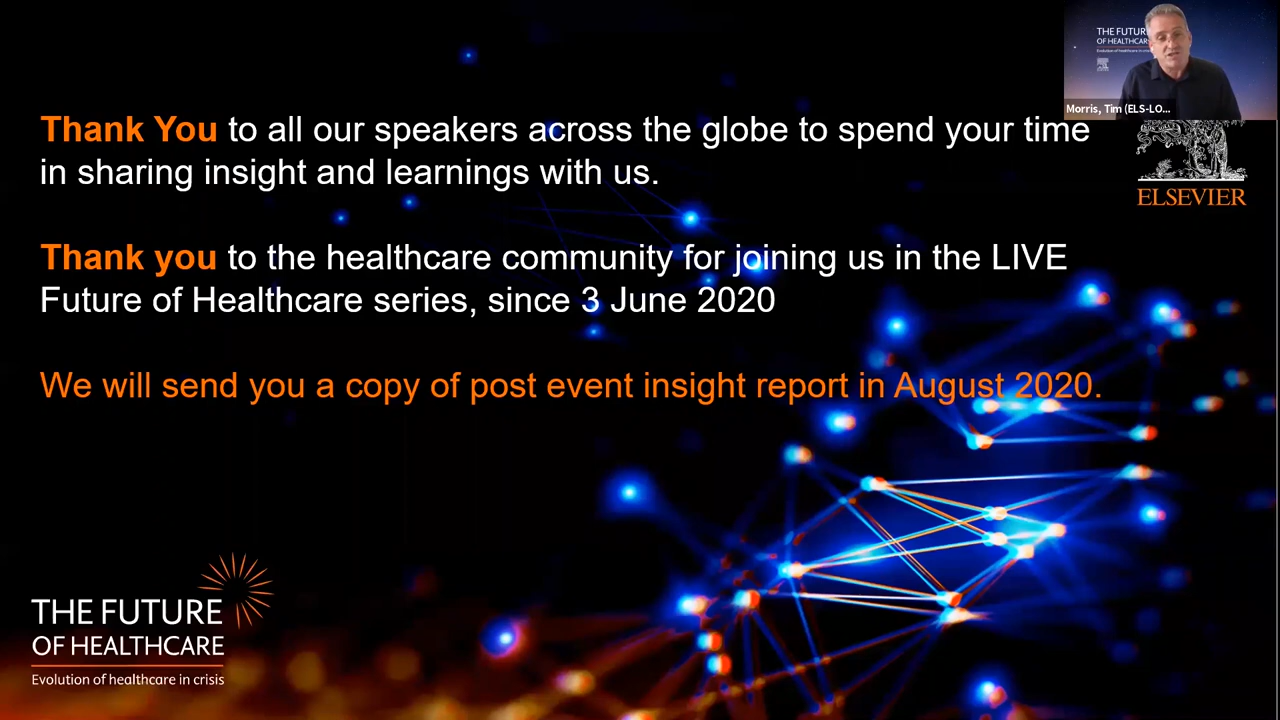 THE FUTUR
OF HEALTHCAR
Morris, Tim (ELS-LO...
Thank You to all our speakers across the globe to spend your time
in sharing insight and learnings with us.
ELSEVIER
Thank you to the healthcare community for joining us in the LIVE
Future of Healthcare series, since 3 June 2020
We will send you a copy of post event insight report in August 2020.
THE FUTURE
OF HEALTHCARE
Evolution of healthcare in crisis